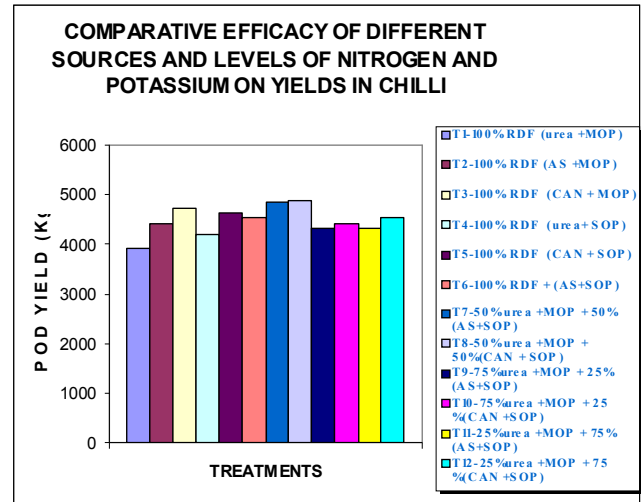 COMPARATIVE EFFICACY OF DIFFERENT
SOURCES AND LEVELS OF NITROGEN AND
POTASSIUM ON YIELDS IN CHILLI
6000
5000
4000
3000
2000
1000
0
POD YIELD (Kg
TREATMENTS
T1-100% RDF (urea +MOP)
T2-100% RDF (AS +MOP)
T3-100% RDF (CAN + MOP)
T4-100% RDF (urea+ SOP)
T5-100% RDF (CAN + SOP)
T6-100% RDF + (AS+SOP)
T7-50%urea +MOP + 50%
(AS+SOP)
T8-50%urea +MOP +
50%(CAN + SOP)
T9-75%urea +MOP + 25%
(AS+SOP)
T10-75%urea +MOP + 25
%(CAN +SOP)
T11-25%urea +MOP + 75%
(AS+SOP)
T12-25%urea +MOP + 75
%(CAN +SOP)